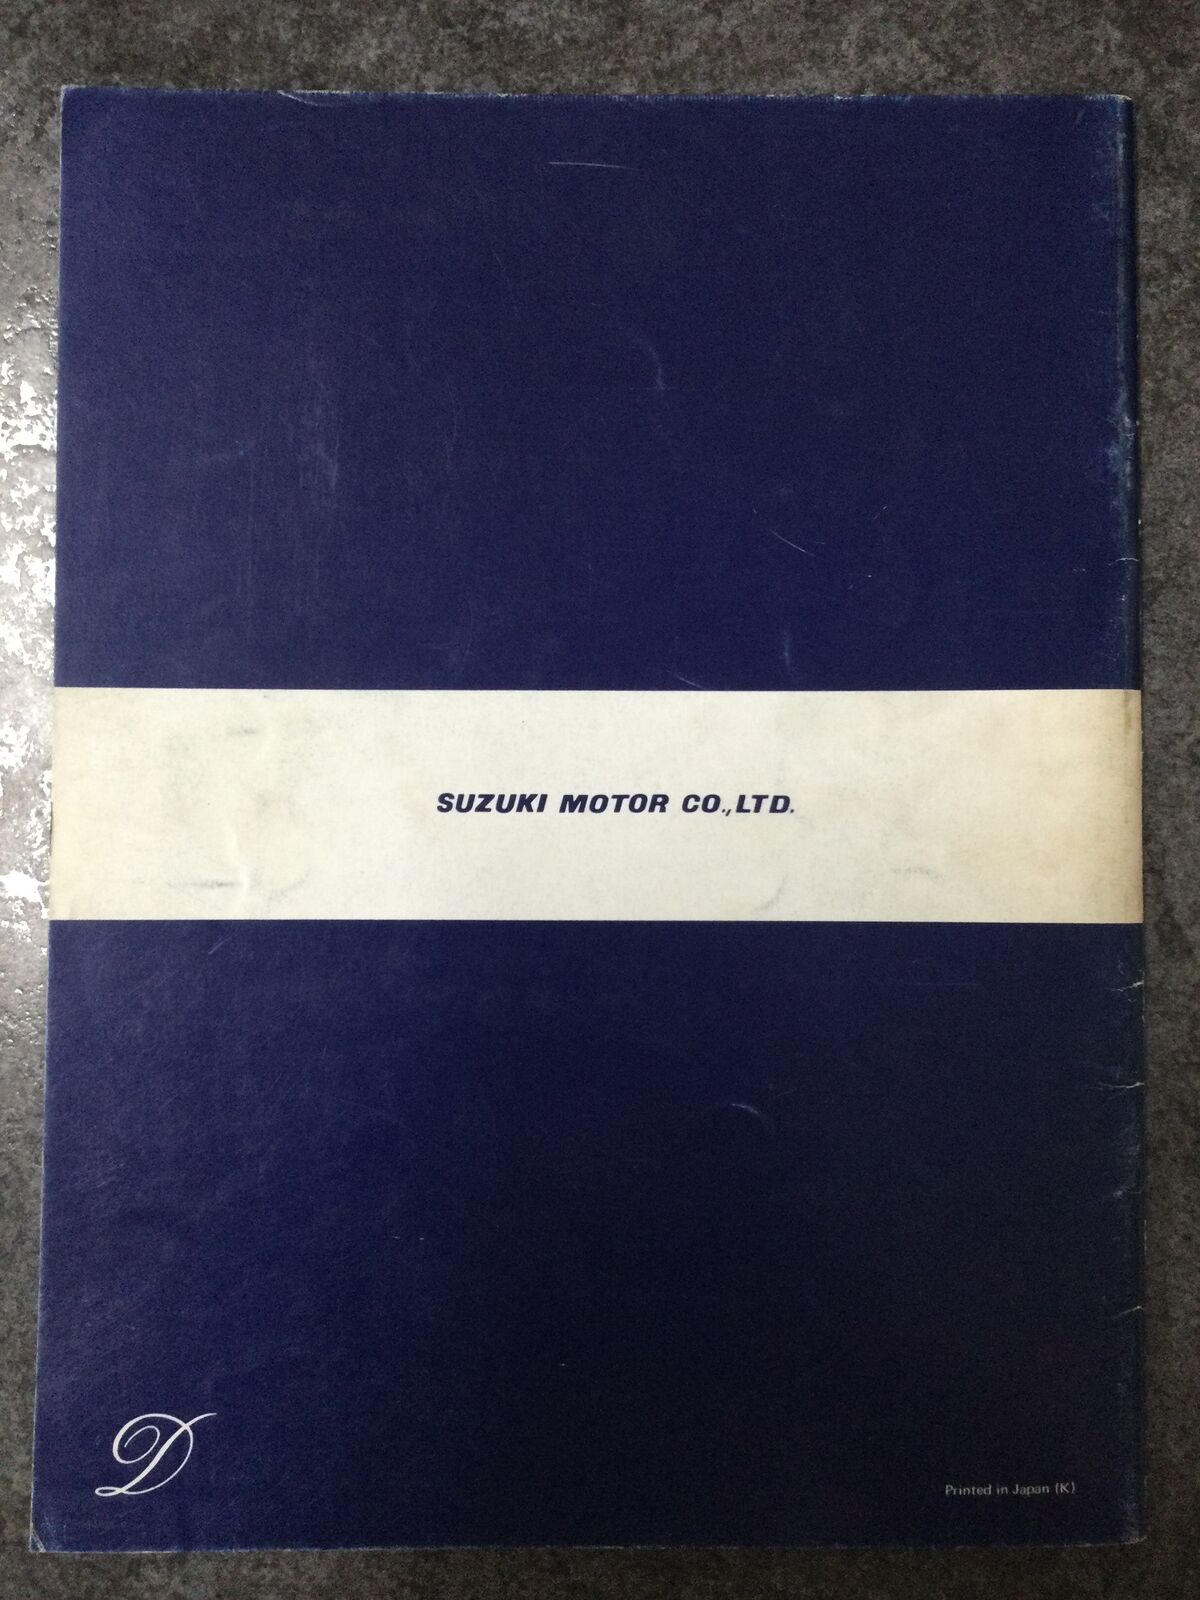 SUZUKI MOTOR CO.,LTD.
D
Printed in Japan (K)